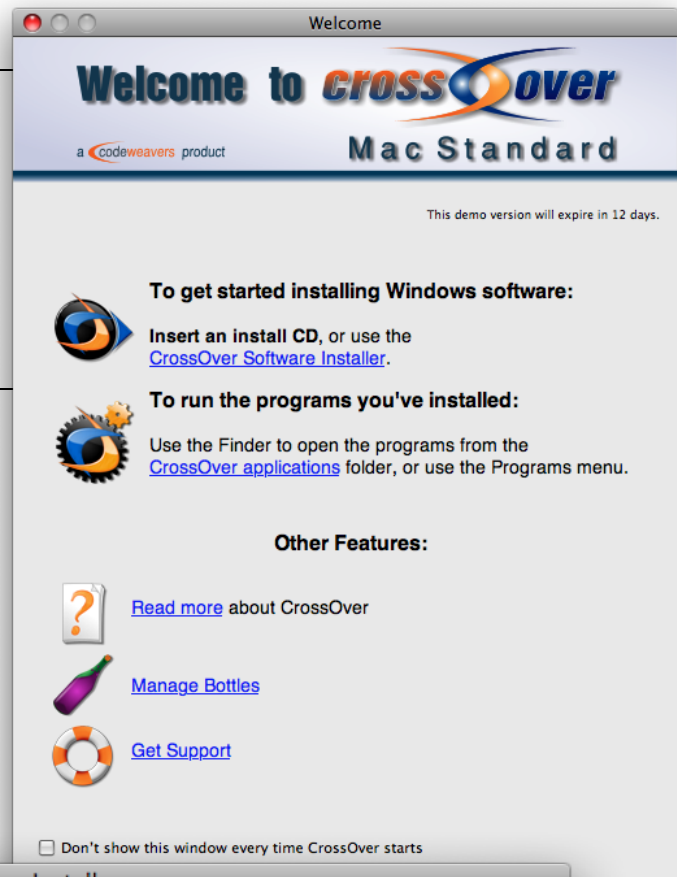 Welcome
Welcome to crossover
Mac Standard
a codeweavers product
This demo version will expire in 12 days.
To get started installing Windows software:
Insert an install CD, or use the
CrossOver Software Installer.
To run the programs you've installed:
Use the Finder to open the programs from the
CrossOver applications folder, or use the Programs menu.
Other Features:
?
Read more about CrossOver
Manage Bottles
Get Support
Don't show this window every time CrossOver starts